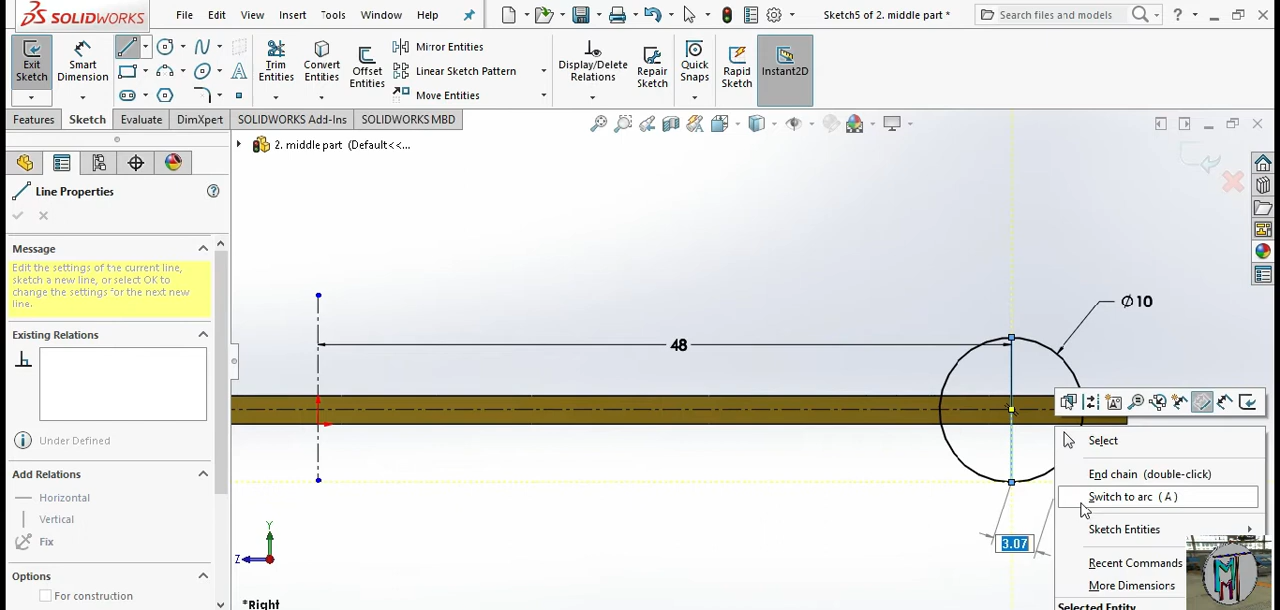 SOLIDWORKS File Edit View Insert Tools Window Help Sketch5 of 2. middle part * Search files and models ?
Exit Sketch
Smart Dimension
Trim Entities
Convert Entities
Offset Entities
Mirror Entities
Linear Sketch Pattern
Move Entities
Display/Delete Relations
Repair Sketch
Quick Snaps
Rapid Sketch
Instant2D
Features Sketch Evaluate DimXpert SOLIDWORKS Add-Ins SOLIDWORKS MBD
2. middle part (Default<<...
Line Properties
Message
Edit the settings of the current line,
sketch a new line, or select OK to
change the settings for the next new
line.
Existing Relations
Under Defined
Add Relations
Horizontal
Vertical
Fix
Options
For construction
48
Ø10
3.07
Y
Z
*Right
Select
End chain (double-click)
Switch to arc (A)
Sketch Entities
Recent Commands
More Dimensions
Selected Entity